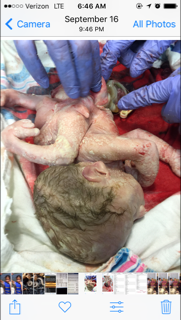 Verizon LTE 6:46 AM
Camera September 16 All Photos
9:46 PM